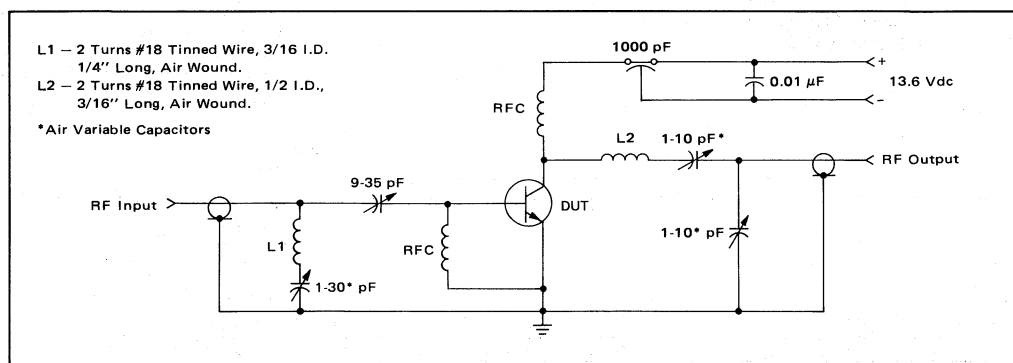 L1 – 2 Turns #18 Tinned Wire, 3/16 I.D.
1/4'' Long, Air Wound.
L2 – 2 Turns #18 Tinned Wire, 1/2 I.D.,
3/16'' Long, Air Wound.
*Air Variable Capacitors
1000 pF
+
0.01 μF
13.6 Vdc
–
RFC
L2
1-10 pF*
RF Output
9-35 pF
RF Input
DUT
L1
RFC
1-10* pF
1-30* pF